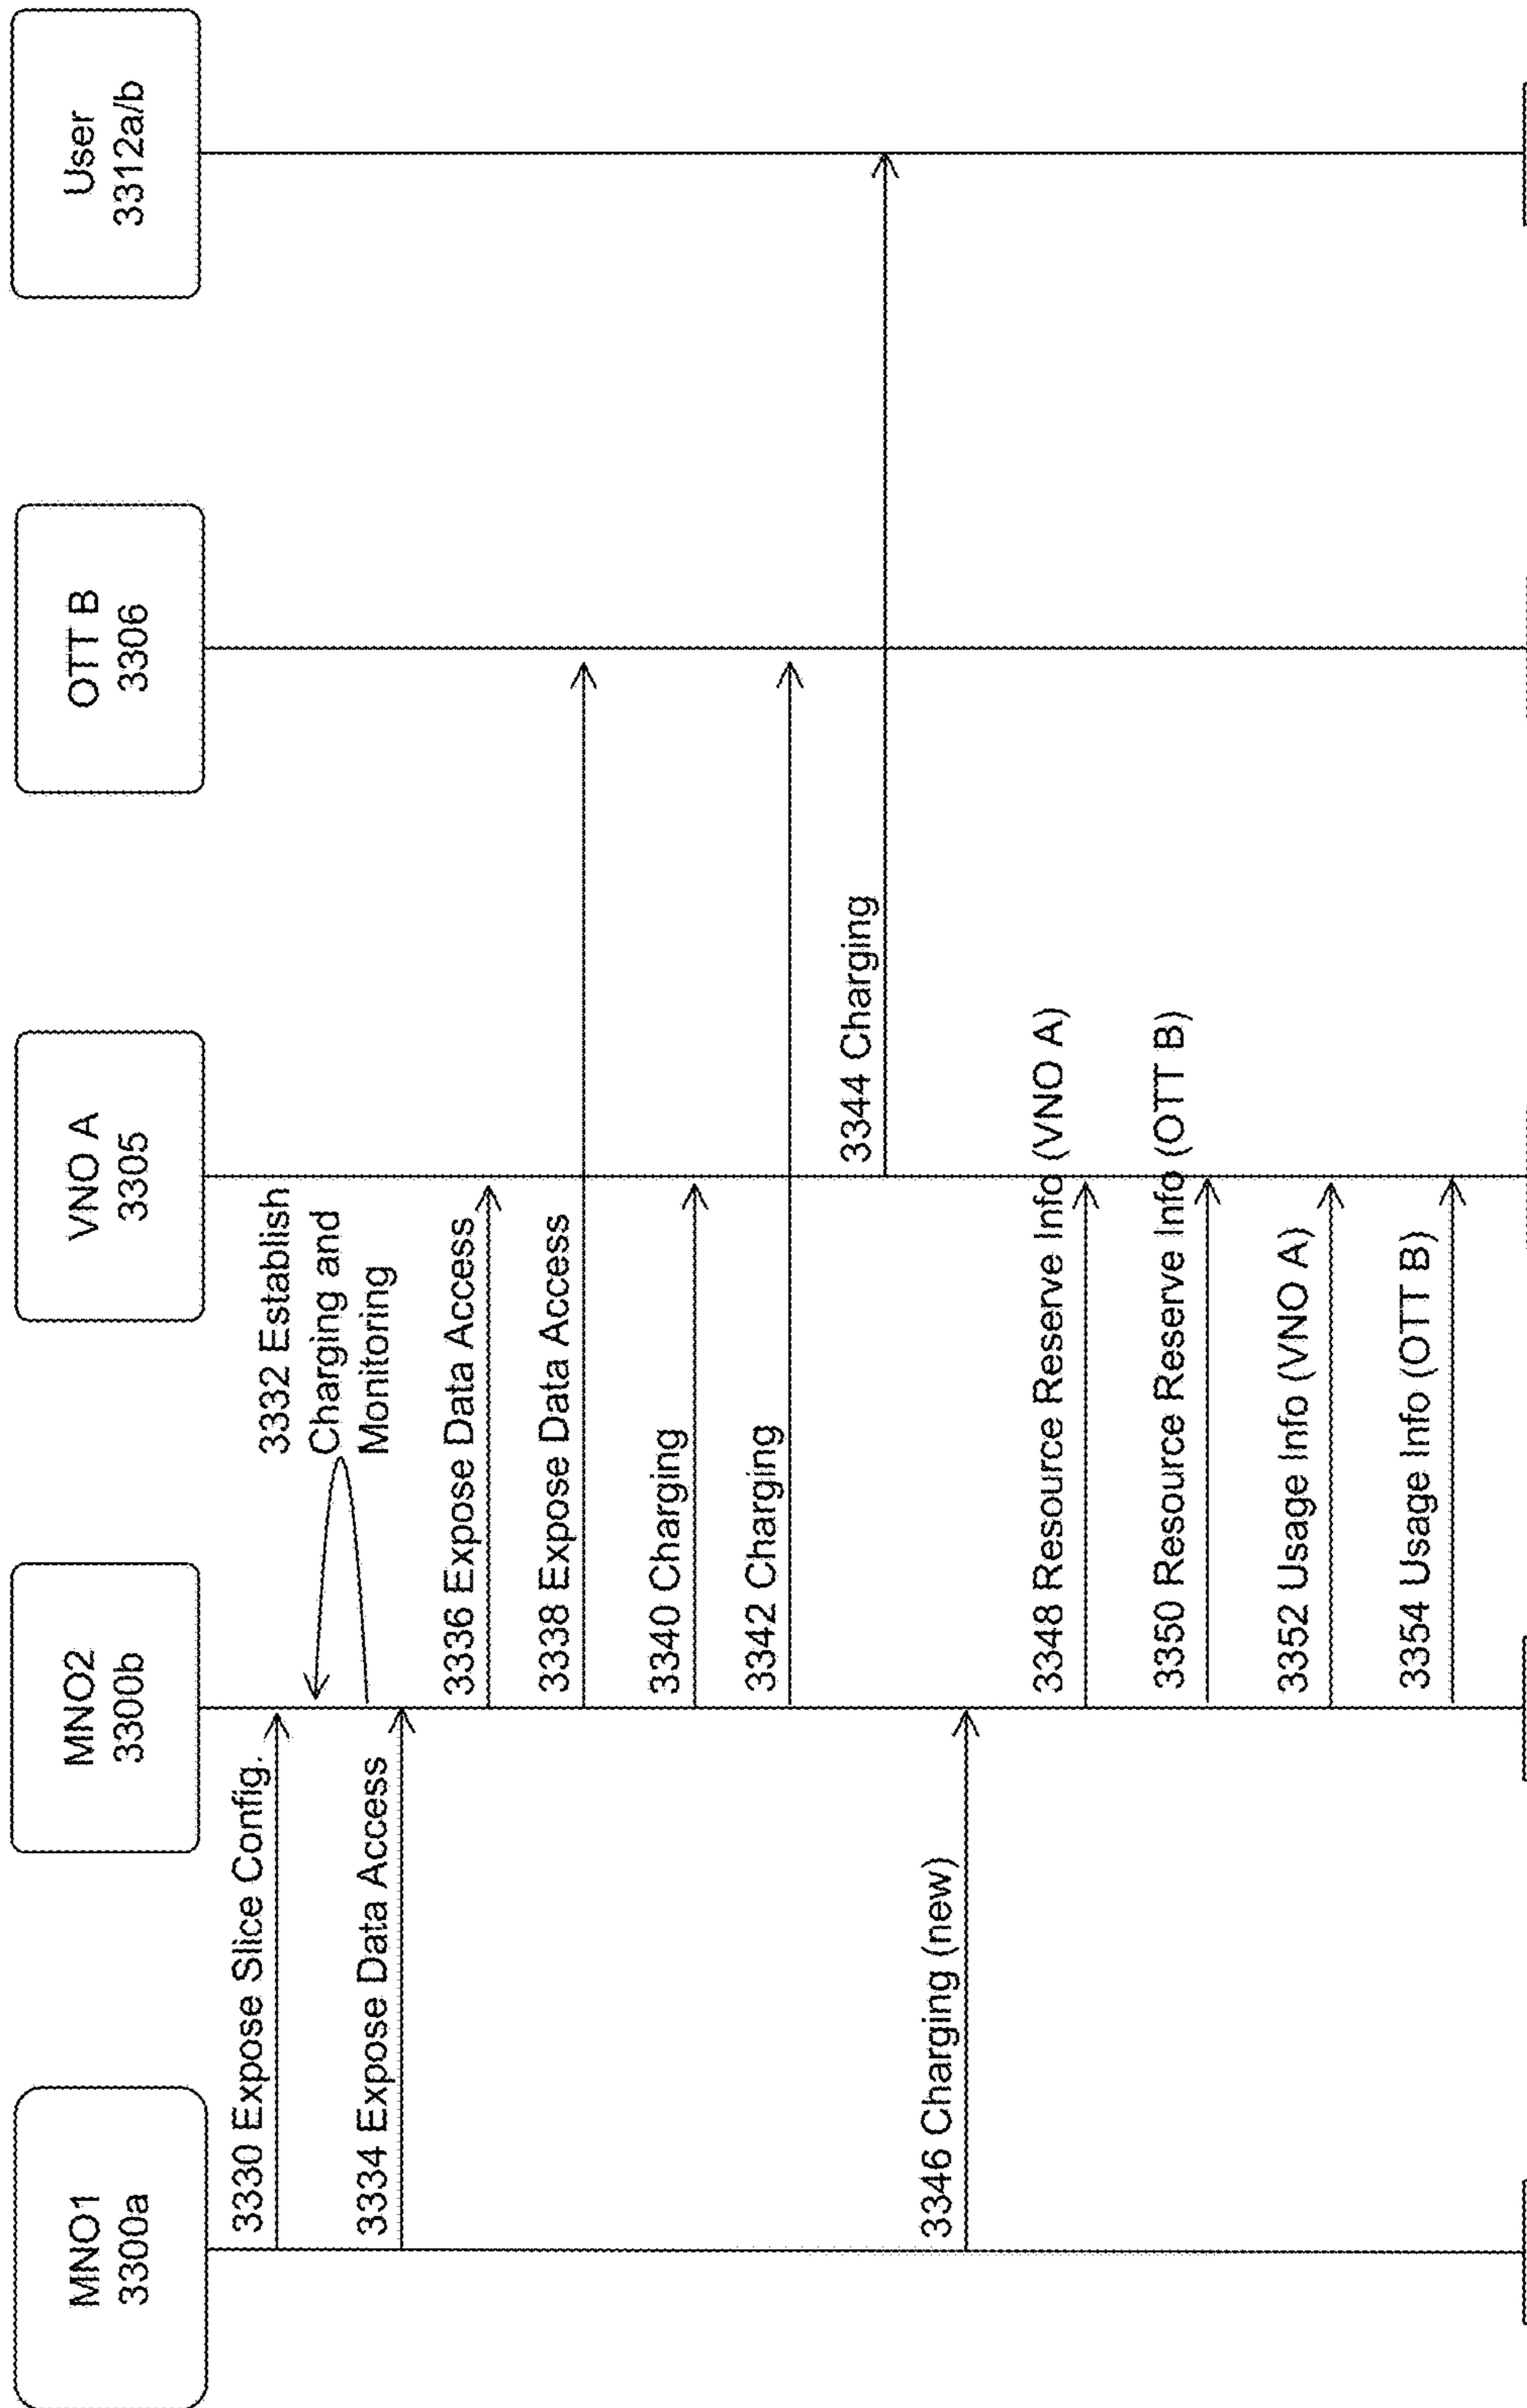 MNO1
3300a
MNO2
3300b
VNO A
3305
OTT B
3306
User
3312a/b
3330 Expose Slice Config.
3332 Establish
Charging and
Monitoring
3334 Expose Data Access
3336 Expose Data Access
3338 Expose Data Access
3340 Charging
3342 Charging
3344 Charging
3346 Charging (new)
3348 Resource Reserve Info (VNO A)
3350 Resource Reserve Info (OTT B)
3352 Usage Info (VNO A)
3354 Usage Info (OTT B)